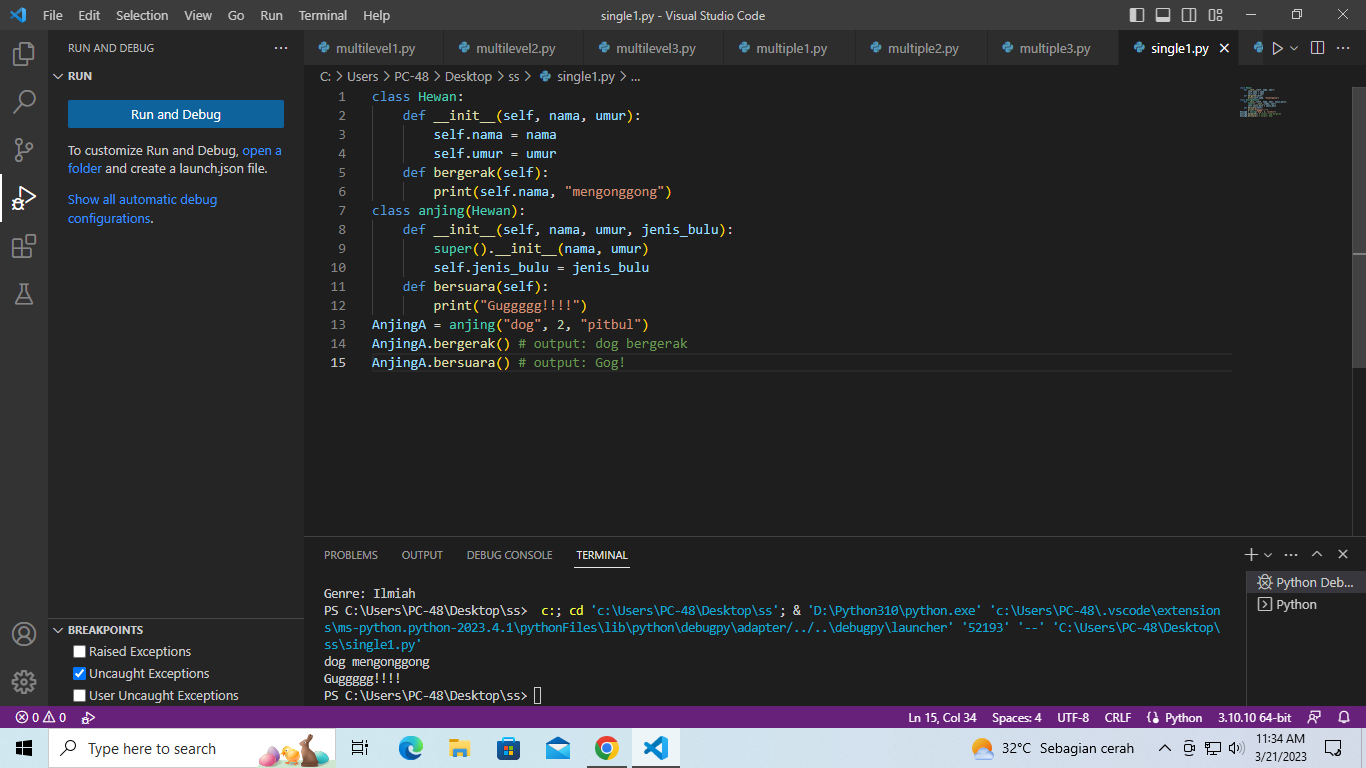 File Edit Selection View Go Run Terminal Help single1.py - Visual Studio Code
RUN AND DEBUG
multilevel1.py multilevel2.py multilevel3.py multiple1.py multiple2.py multiple3.py single1.py
RUN
Run and Debug
To customize Run and Debug, open a
folder and create a launch.json file.
Show all automatic debug
configurations.
C: > Users > PC-48 > Desktop > ss > single1.py > ...
1 class Hewan:
2 def __init__(self, nama, umur):
3 self.nama = nama
4 self.umur = umur
5 def bergerak(self):
6 print(self.nama, "mengonggong")
7 class anjing(Hewan):
8 def __init__(self, nama, umur, jenis_bulu):
9 super().__init__(nama, umur)
10 self.jenis_bulu = jenis_bulu
11 def bersuara(self):
12 print("Guggggg!!!!")
13 AnjingA = anjing("dog", 2, "pitbul")
14 AnjingA.bergerak() # output: dog bergerak
15 AnjingA.bersuara() # output: Gog!
PROBLEMS OUTPUT DEBUG CONSOLE TERMINAL
Genre: Ilmiah
PS C:\Users\PC-48\Desktop\ss> c:; cd 'c:\Users\PC-48\Desktop\ss'; & 'D:\Python310\python.exe' 'c:\Users\PC-48\.vscode\extension
s\ms-python.python-2023.4.1\pythonFiles\lib\python\debugpy\adapter/../..\debugpy\launcher' '52193' '--' 'C:\Users\PC-48\Desktop\
ss\single1.py'
dog mengonggong
Guggggg!!!!
PS C:\Users\PC-48\Desktop\ss>
Python Deb...
Python
BREAKPOINTS
Raised Exceptions
Uncaught Exceptions
User Uncaught Exceptions
0 0 Ln 15, Col 34 Spaces: 4 UTF-8 CRLF Python 3.10.10 64-bit
Type here to search 32°C Sebagian cerah 11:34 AM
3/21/2023